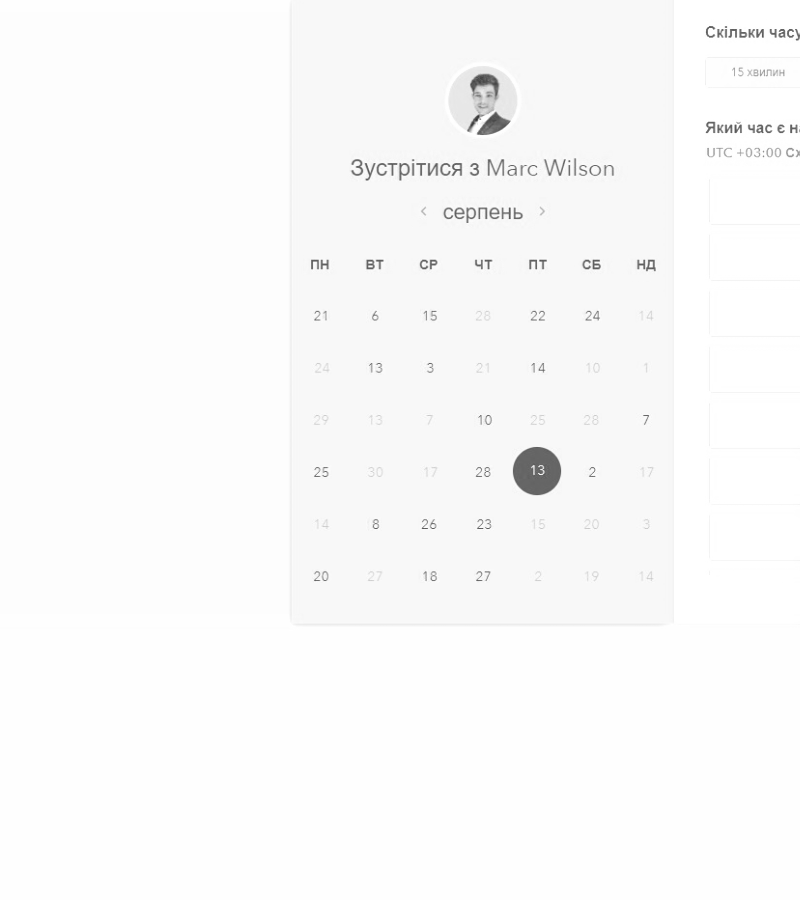 Зустрітися з Marc Wilson
серпень
ПН ВТ СР ЧТ ПТ СБ НД
21 6 15 28 22 24 14
24 13 3 21 14 10 1
29 13 7 10 25 28 7
25 30 17 28 13 2 17
14 8 26 23 15 20 3
20 27 18 27 2 19 14
Скільки часу
15 хвилин
Який час є
UTC +03:00